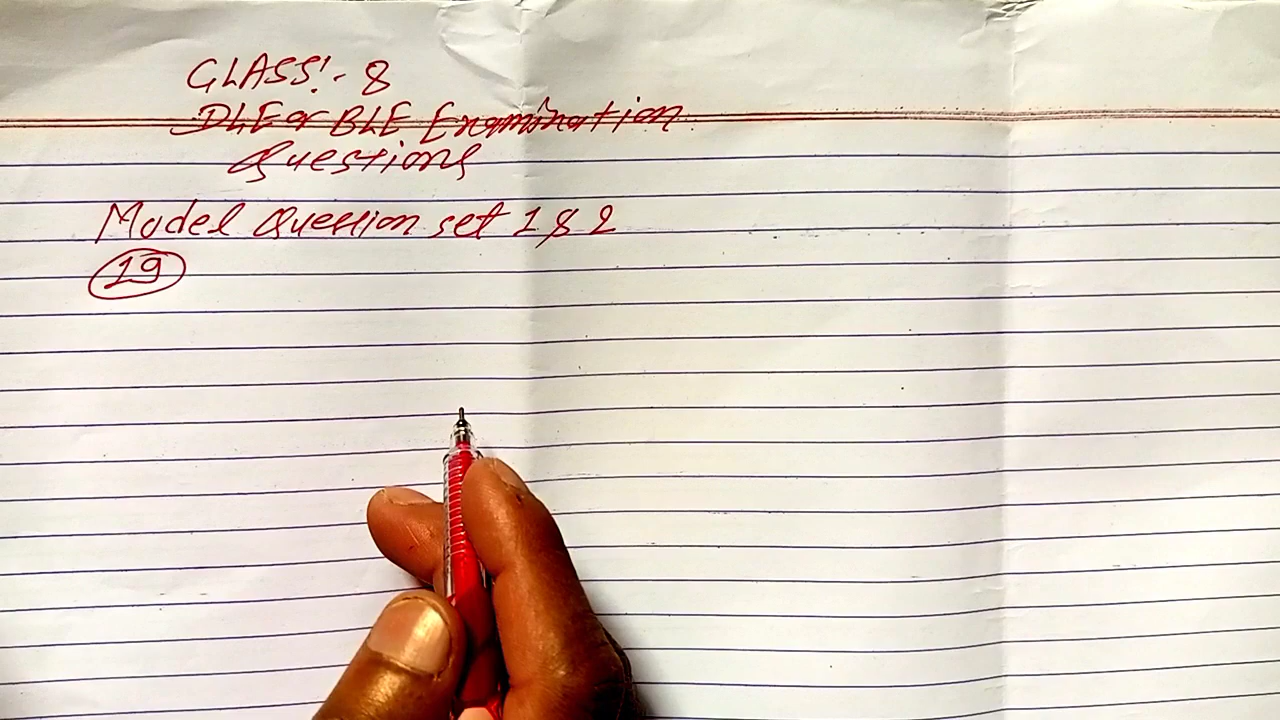 CLASS:- 8
DLE or BLE Examination
Questions
Model Question set 1 & 2
19